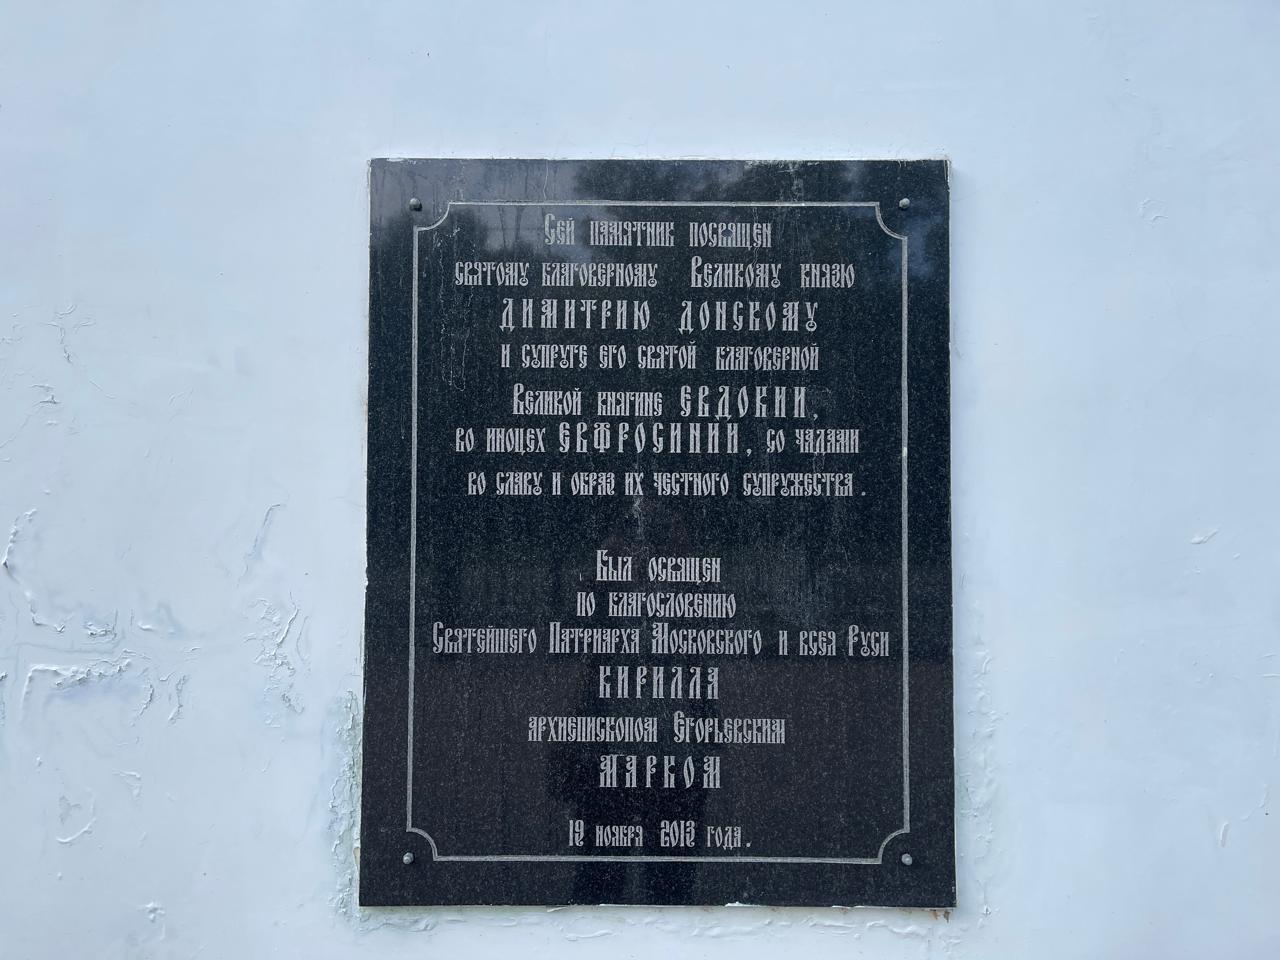 Сей памятник посвящен
святому благоверному Великому князю
ДИМИТРИЮ ДОНСКОМУ
и супруге его святой благоверной
Великой княгине ЕВДОКИИ,
во иноцех ЕВФРОСИНИИ, со чадами
во славу и образ их честного супружества.
Был освящен
по благословению
Святейшего Патриарха Московского и всея Руси
КИРИЛЛА
архиепископом Егорьевским
МАРКОМ
19 ноября 2013 года.